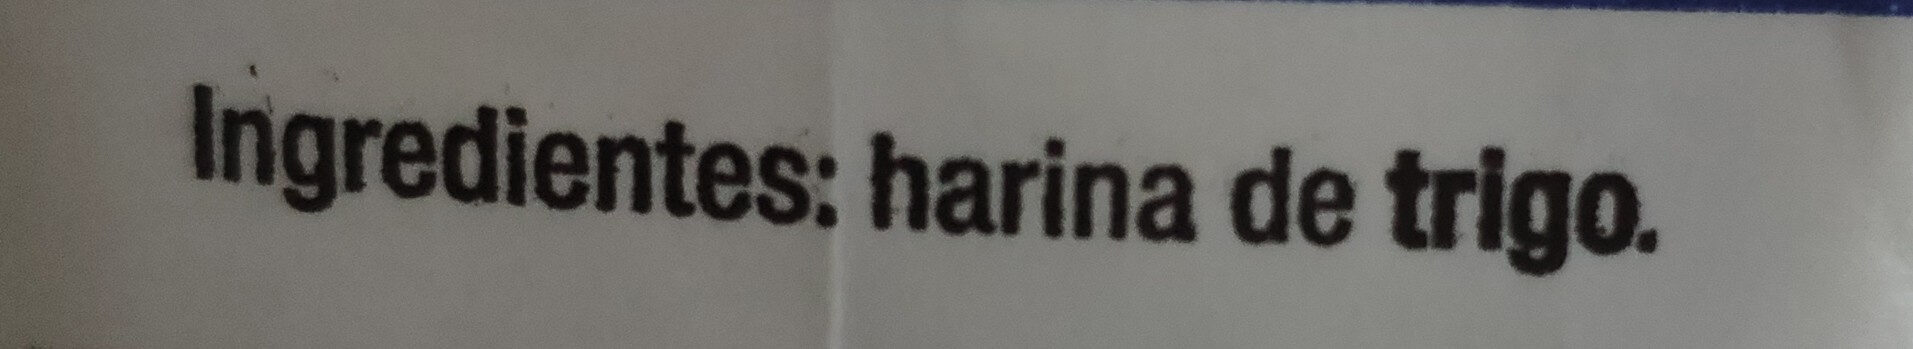 Ingredientes: harina de trigo.